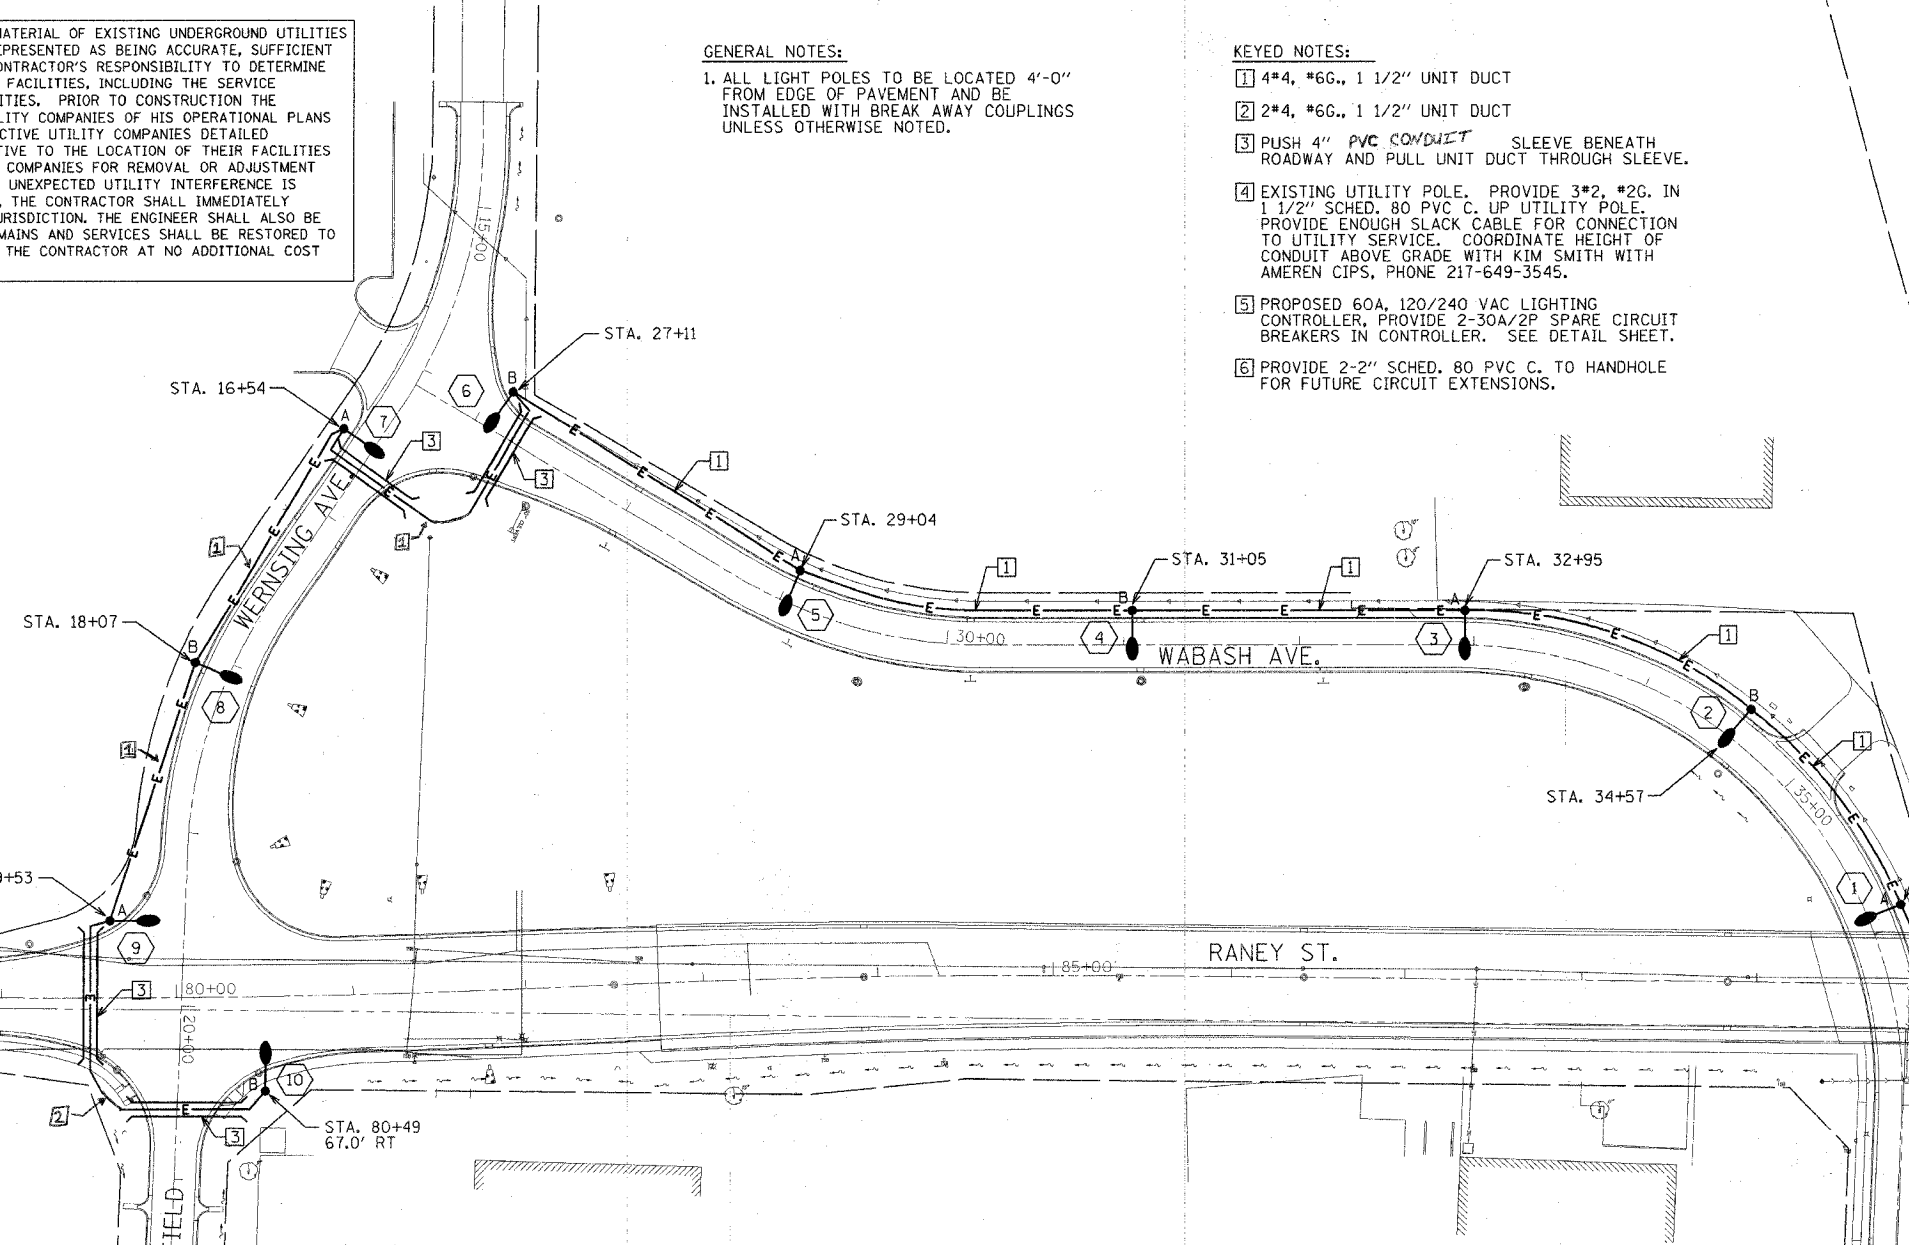 MATERIAL OF EXISTING UNDERGROUND UTILITIES
EPRESENTED AS BEING ACCURATE, SUFFICIENT
ONTRACTOR'S RESPONSIBILITY TO DETERMINE
FACILITIES, INCLUDING THE SERVICE
ITIES. PRIOR TO CONSTRUCTION THE
LITY COMPANIES OF HIS OPERATIONAL PLANS
CTIVE UTILITY COMPANIES DETAILED
TIVE TO THE LOCATION OF THEIR FACILITIES
COMPANIES FOR REMOVAL OR ADJUSTMENT
UNEXPECTED UTILITY INTERFERENCE IS
, THE CONTRACTOR SHALL IMMEDIATELY
URISDICTION. THE ENGINEER SHALL ALSO BE
MAINS AND SERVICES SHALL BE RESTORED TO
THE CONTRACTOR AT NO ADDITIONAL COST
GENERAL NOTES:
1. ALL LIGHT POLES TO BE LOCATED 4'-0"
FROM EDGE OF PAVEMENT AND BE
INSTALLED WITH BREAK AWAY COUPLINGS
UNLESS OTHERWISE NOTED.
KEYED NOTES:
1 4#4, #6G., 1 1/2" UNIT DUCT
2 2#4, #6G., 1 1/2" UNIT DUCT
3 PUSH 4" PVC CONDUIT SLEEVE BENEATH
ROADWAY AND PULL UNIT DUCT THROUGH SLEEVE.
4 EXISTING UTILITY POLE. PROVIDE 3#2, #2G. IN
1 1/2" SCHED. 80 PVC C. UP UTILITY POLE.
PROVIDE ENOUGH SLACK CABLE FOR CONNECTION
TO UTILITY SERVICE. COORDINATE HEIGHT OF
CONDUIT ABOVE GRADE WITH KIM SMITH WITH
AMEREN CIPS, PHONE 217-649-3545.
5 PROPOSED 60A, 120/240 VAC LIGHTING
CONTROLLER, PROVIDE 2-30A/2P SPARE CIRCUIT
BREAKERS IN CONTROLLER. SEE DETAIL SHEET.
6 PROVIDE 2-2" SCHED. 80 PVC C. TO HANDHOLE
FOR FUTURE CIRCUIT EXTENSIONS.
15+00
STA. 27+11
B
6
STA. 16+54
A
7
3
3
1
E
E
E
E
E
E
1
1
E
E
WERNSING AVE.
STA. 29+04
A
5
STA. 18+07
B
8
E
1
E
E
1
STA. 31+05
B
1
STA. 32+95
A
E
E
E
E
E
30+00
4
3
WABASH AVE.
E
E
E
1
B
2
1
E
STA. 34+57
35+00
E
1
E
A
9+53
A
9
3
E
80+00
20+00
RANEY ST.
85+00
B
10
2
E
3
STA. 80+49
67.0' RT
FIELD